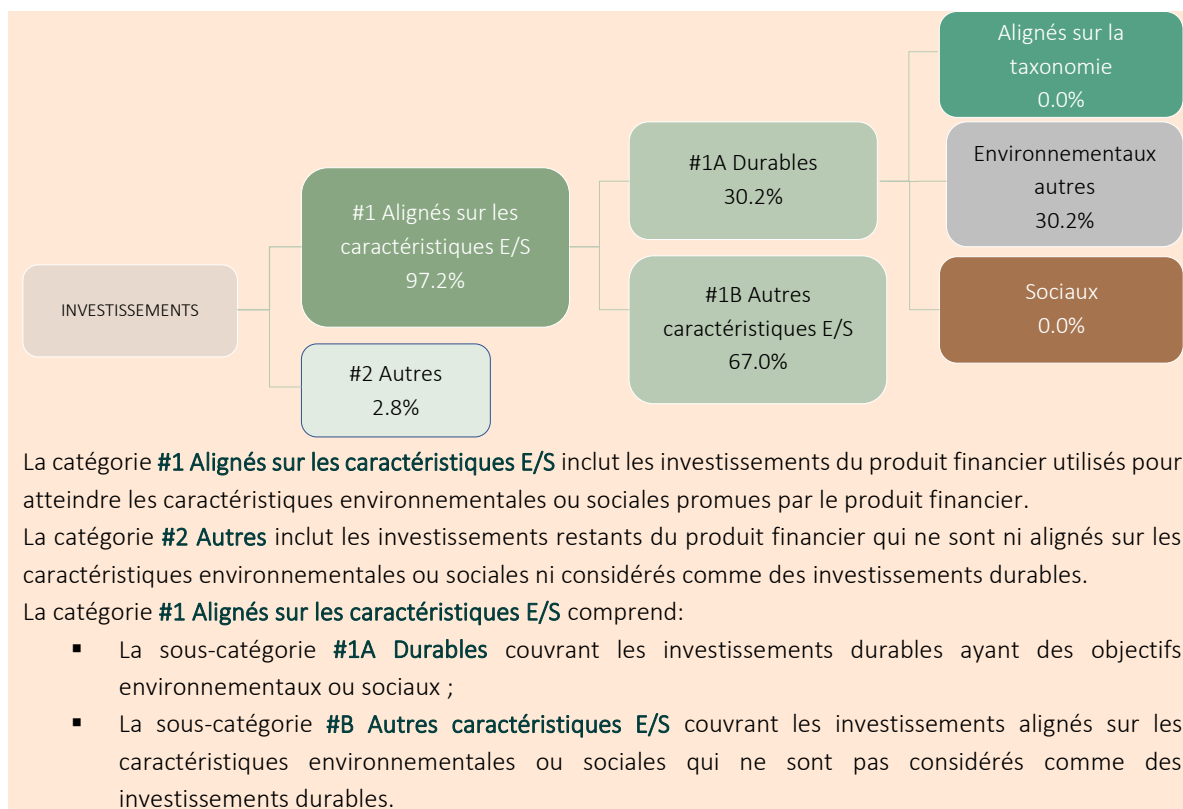 INVESTISSEMENTS
#1 Alignés sur les
caractéristiques E/S
97.2%
#2 Autres
2.8%
#1A Durables
30.2%
#1B Autres
caractéristiques E/S
67.0%
Alignés sur la
taxonomie
0.0%
Environnementaux
autres
30.2%
Sociaux
0.0%
La catégorie #1 Alignés sur les caractéristiques E/S inclut les investissements du produit financier utilisés pour
atteindre les caractéristiques environnementales ou sociales promues par le produit financier.
La catégorie #2 Autres inclut les investissements restants du produit financier qui ne sont ni alignés sur les
caractéristiques environnementales ou sociales ni considérés comme des investissements durables.
La catégorie #1 Alignés sur les caractéristiques E/S comprend:
▪ La sous-catégorie #1A Durables couvrant les investissements durables ayant des objectifs
environnementaux ou sociaux ;
▪ La sous-catégorie #B Autres caractéristiques E/S couvrant les investissements alignés sur les
caractéristiques environnementales ou sociales qui ne sont pas considérés comme des
investissements durables.